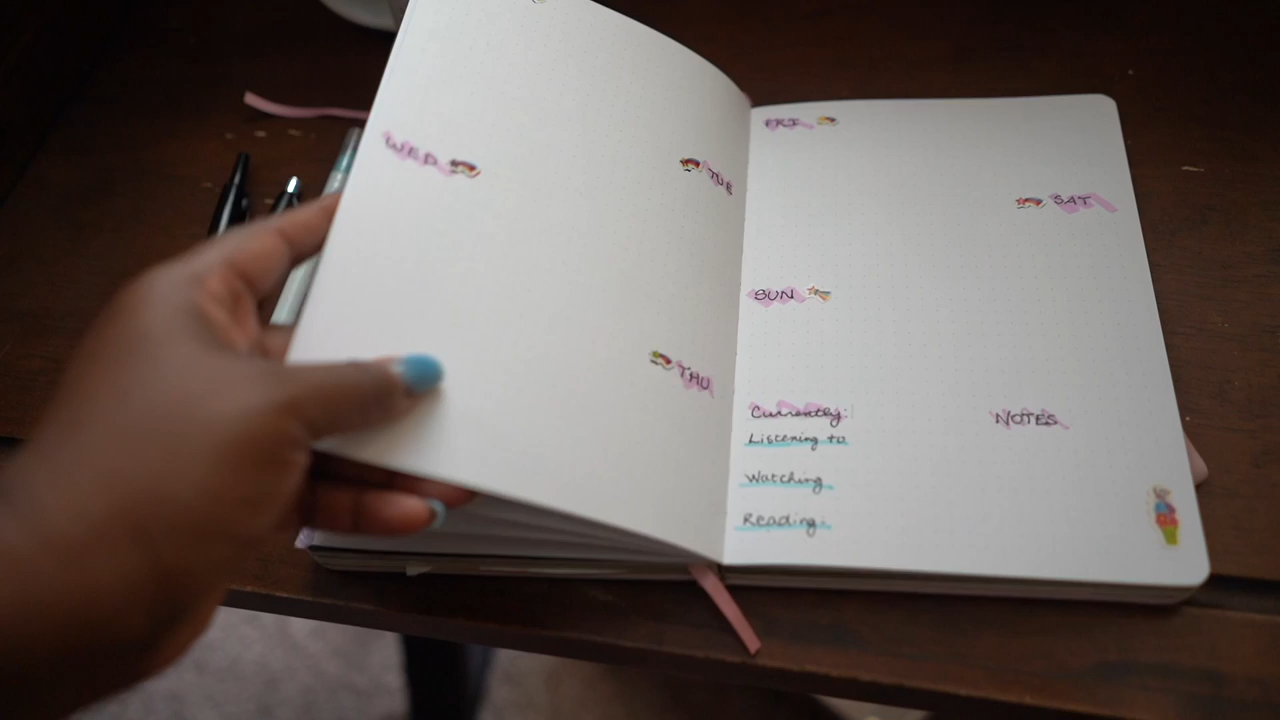 TUE
WED
THU
FRI
SAT
SUN
Currently:
Listening to
Watching
Reading:
NOTES